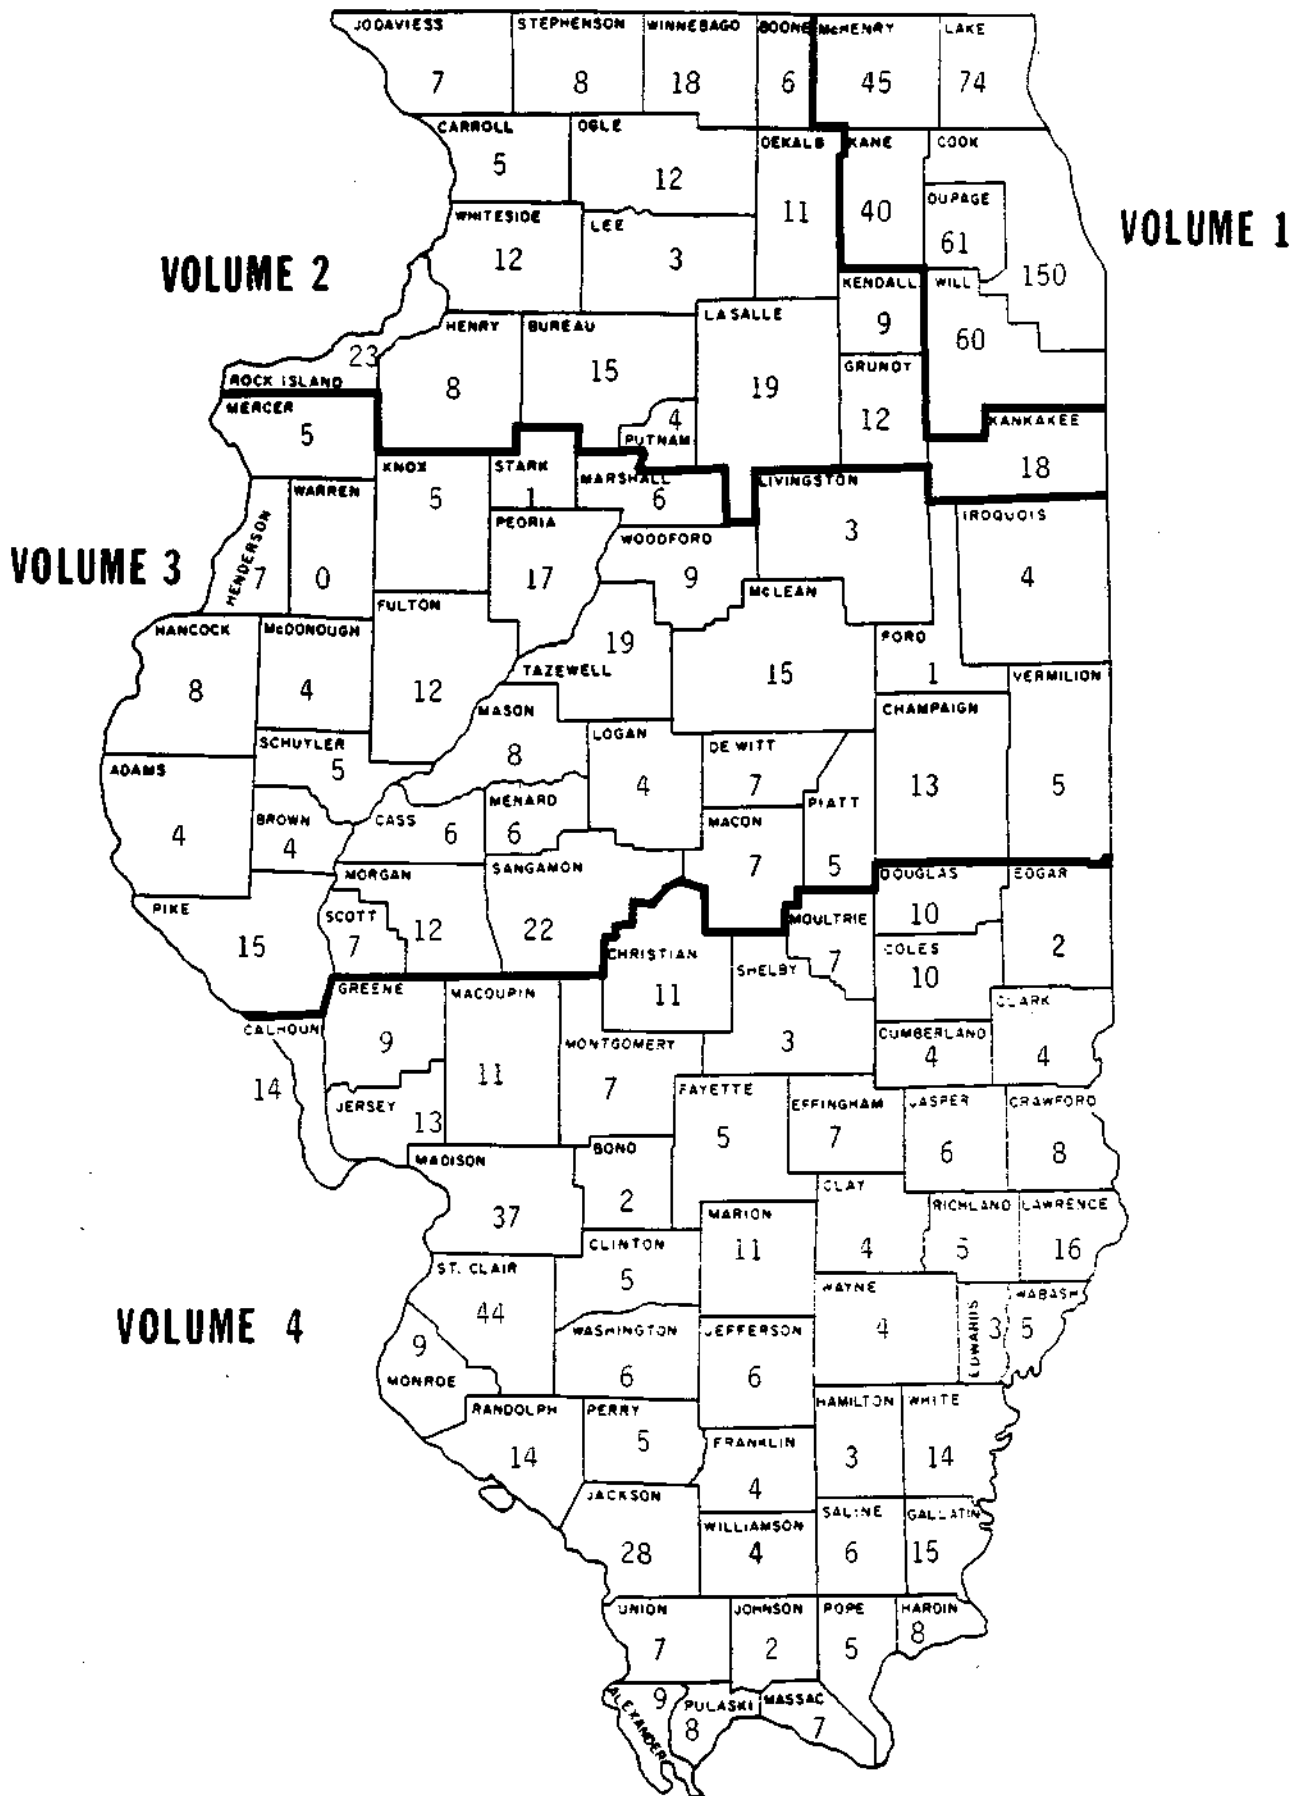 JODAVIESS
7
STEPHENSON
8
WINNEBAGO
18
BOONE
6
McHENRY
45
LAKE
74
CARROLL
5
OGLE
12
DEKALB
11
KANE
40
COOK
150
DUPAGE
61
VOLUME 1
WHITESIDE
12
LEE
3
VOLUME 2
KENDALL
9
WILL
60
ROCK ISLAND
23
HENRY
8
BUREAU
15
LASALLE
19
GRUNDY
12
PUTNAM
4
KANKAKEE
18
MERCER
5
KNOX
5
STARK
1
MARSHALL
6
LIVINGSTON
3
IROQUOIS
4
VOLUME 3
HENDERSON
7
WARREN
0
PEORIA
17
WOODFORD
9
McLEAN
15
FORD
1
VERMILION
5
HANCOCK
8
McDONOUGH
4
FULTON
12
TAZEWELL
19
MASON
8
LOGAN
4
DE WITT
7
PIATT
5
CHAMPAIGN
13
ADAMS
4
SCHUYLER
5
BROWN
4
CASS
6
MENARD
6
MACON
7
PIKE
15
SCOTT
7
MORGAN
12
SANGAMON
22
CHRISTIAN
11
SHELBY
3
MOULTRIE
7
DOUGLAS
10
COLES
10
EDGAR
2
CALHOUN
14
GREENE
9
MACOUPIN
11
MONTGOMERY
7
CUMBERLAND
4
CLARK
4
JERSEY
13
FAYETTE
5
EFFINGHAM
7
JASPER
6
CRAWFORD
8
MADISON
37
BOND
2
MARION
11
CLAY
4
RICHLAND
5
LAWRENCE
16
VOLUME 4
ST. CLAIR
44
CLINTON
5
WASHINGTON
6
JEFFERSON
6
WAYNE
4
EDWARDS
3
WABASH
5
MONROE
9
RANDOLPH
14
PERRY
5
FRANKLIN
4
HAMILTON
3
WHITE
14
JACKSON
28
WILLIAMSON
4
SALINE
6
GALLATIN
15
UNION
7
JOHNSON
2
POPE
5
HARDIN
8
ALEXANDER
9
PULASKI
8
MASSAC
7